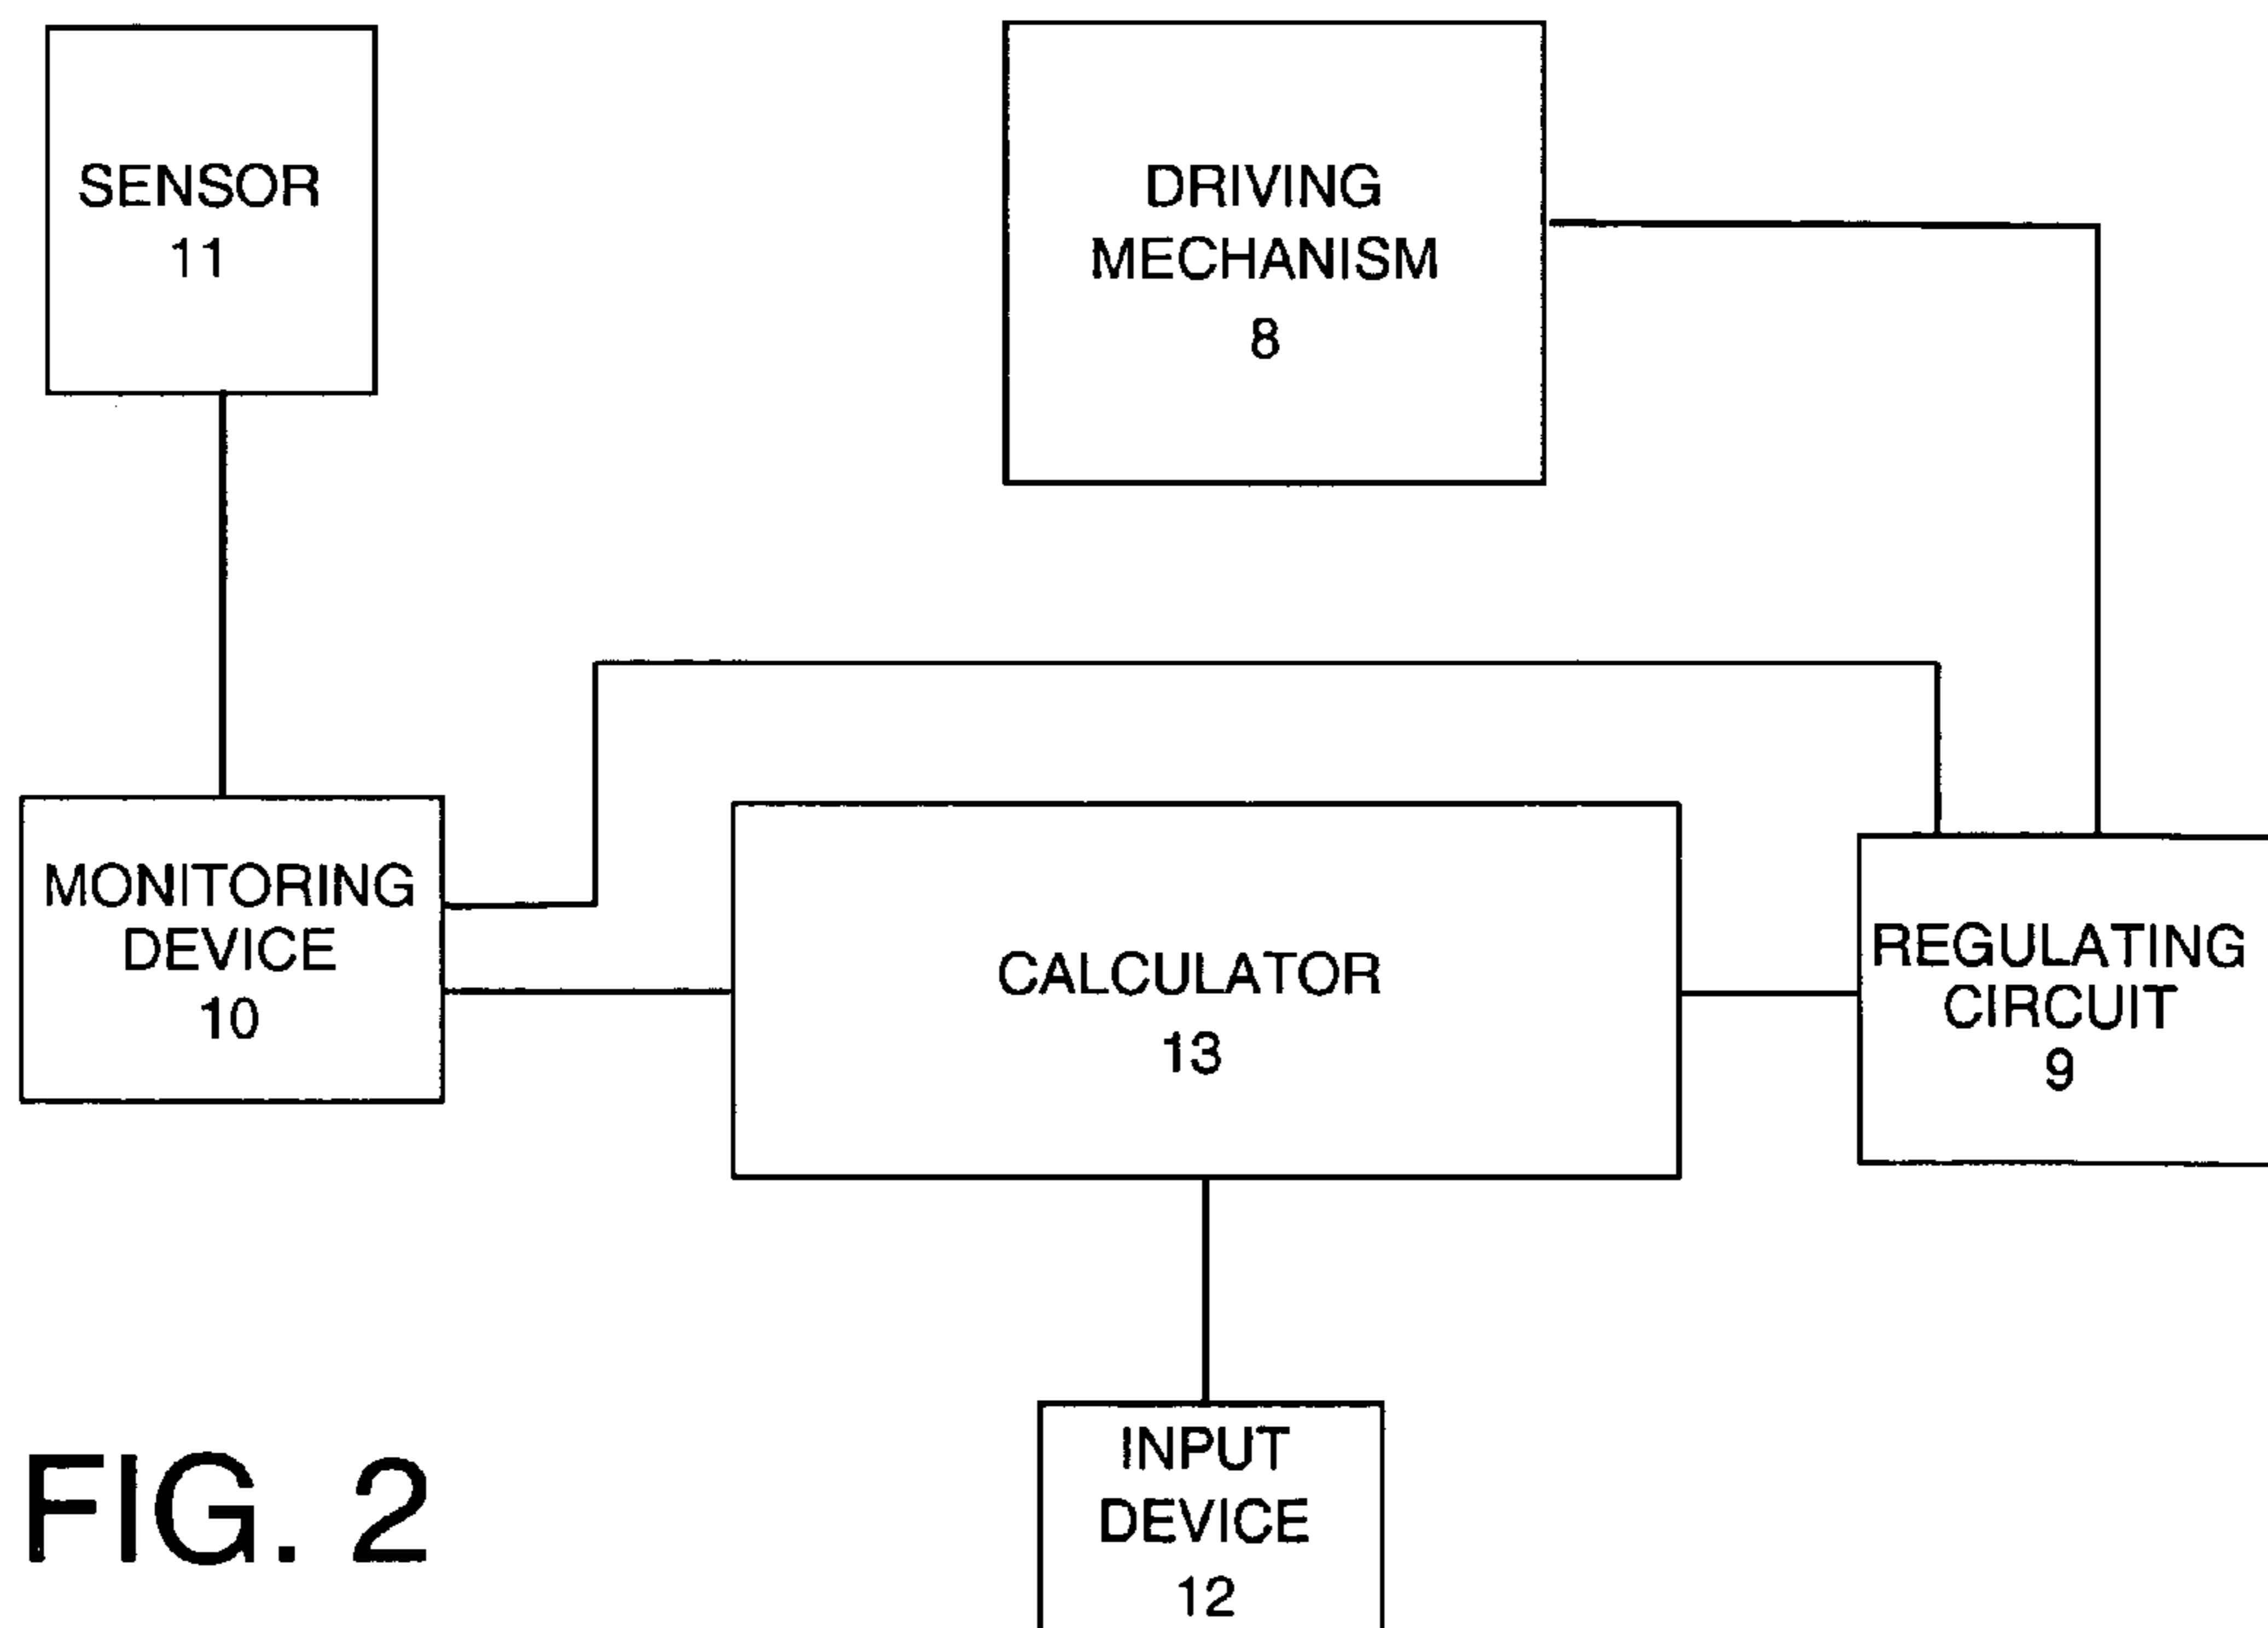 SENSOR
11
DRIVING
MECHANISM
8
MONITORING
DEVICE
10
CALCULATOR
13
REGULATING
CIRCUIT
9
INPUT
DEVICE
12
FIG. 2